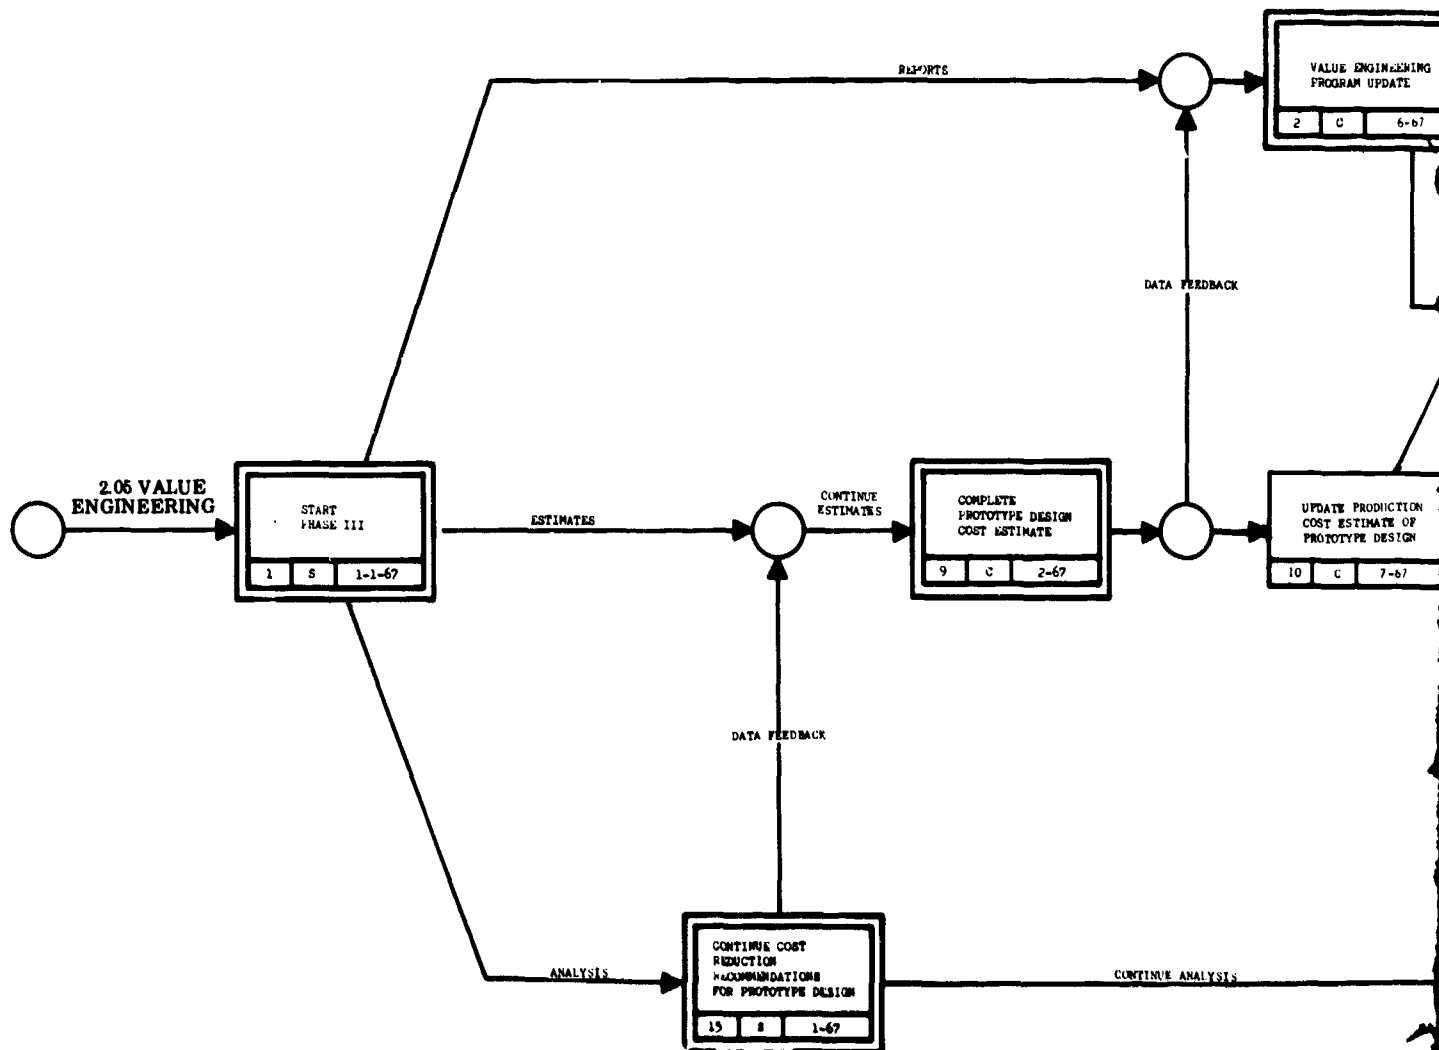 REPORTS
VALUE ENGINEERING
PROGRAM UPDATE
2 C 6-67
DATA FEEDBACK
2.05 VALUE
ENGINEERING
START
PHASE III
1 S 1-1-67
ESTIMATES
CONTINUE
ESTIMATES
COMPLETE
PROTOTYPE DESIGN
COST ESTIMATE
9 C 2-67
UPDATE PRODUCTION
COST ESTIMATE OF
PROTOTYPE DESIGN
10 C 7-67
DATA FEEDBACK
ANALYSIS
CONTINUE COST
REDUCTION
RECOMMENDATIONS
FOR PROTOTYPE DESIGN
15 S 1-67
CONTINUE ANALYSIS